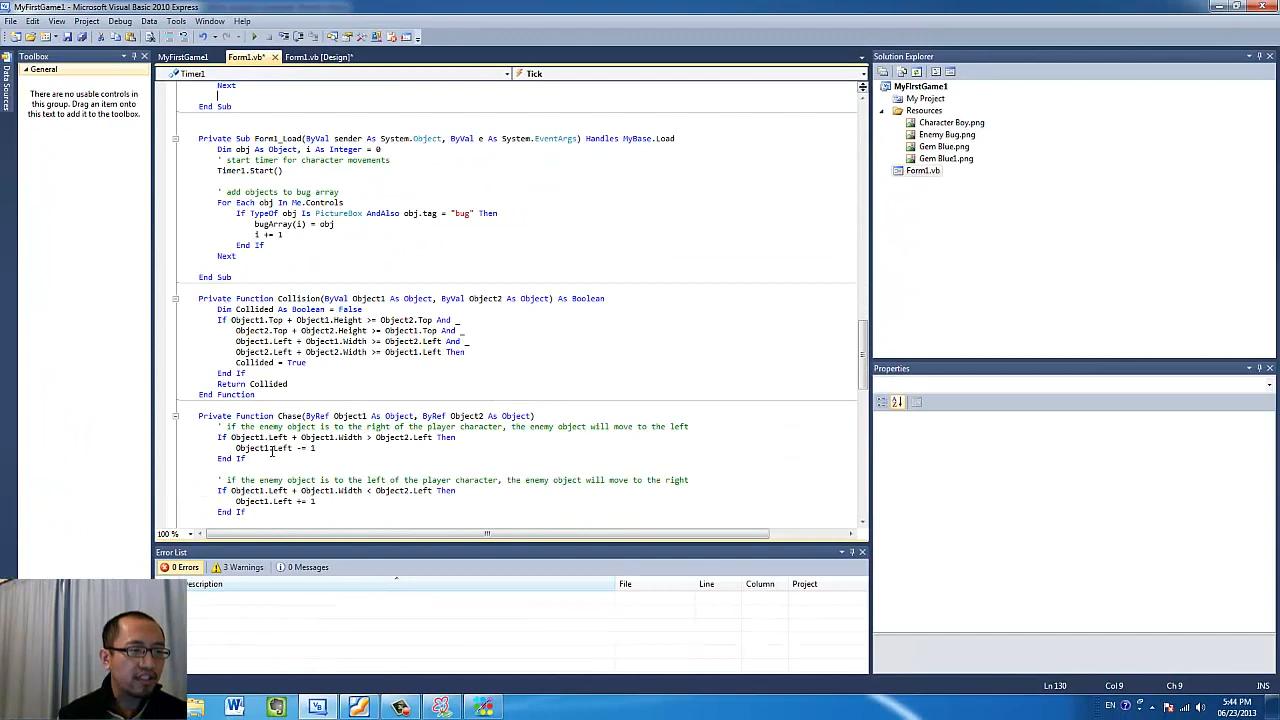 MyFirstGame1 - Microsoft Visual Basic 2010 Express
File Edit View Project Debug Data Tools Window Help
Toolbox
General
There are no usable controls in
this group. Drag an item onto
this text to add it to the toolbox.
Data Sources
MyFirstGame1 Form1.vb* Form1.vb [Design]*
Timer1 Tick
Next
End Sub
Private Sub Form1_Load(ByVal sender As System.Object, ByVal e As System.EventArgs) Handles MyBase.Load
Dim obj As Object, i As Integer = 0
' start timer for character movements
Timer1.Start()
' add objects to bug array
For Each obj In Me.Controls
If TypeOf obj Is PictureBox AndAlso obj.tag = "bug" Then
bugArray(i) = obj
i += 1
End If
Next
End Sub
Private Function Collision(ByVal Object1 As Object, ByVal Object2 As Object) As Boolean
Dim Collided As Boolean = False
If Object1.Top + Object1.Height >= Object2.Top And _
Object2.Top + Object2.Height >= Object1.Top And _
Object1.Left + Object1.Width >= Object2.Left And _
Object2.Left + Object2.Width >= Object1.Left Then
Collided = True
End If
Return Collided
End Function
Private Function Chase(ByRef Object1 As Object, ByRef Object2 As Object)
' if the enemy object is to the right of the player character, the enemy object will move to the left
If Object1.Left + Object1.Width > Object2.Left Then
Object1.Left -= 1
End If
' if the enemy object is to the left of the player character, the enemy object will move to the right
If Object1.Left + Object1.Width < Object2.Left Then
Object1.Left += 1
End If
100 %
Error List
0 Errors 3 Warnings 0 Messages
Description File Line Column Project
Solution Explorer
MyFirstGame1
My Project
Resources
Character Boy.png
Enemy Bug.png
Gem Blue.png
Gem Blue1.png
Form1.vb
Properties
Ln 130 Col 9 Ch 9 INS
EN
5:44 PM
06/23/2013